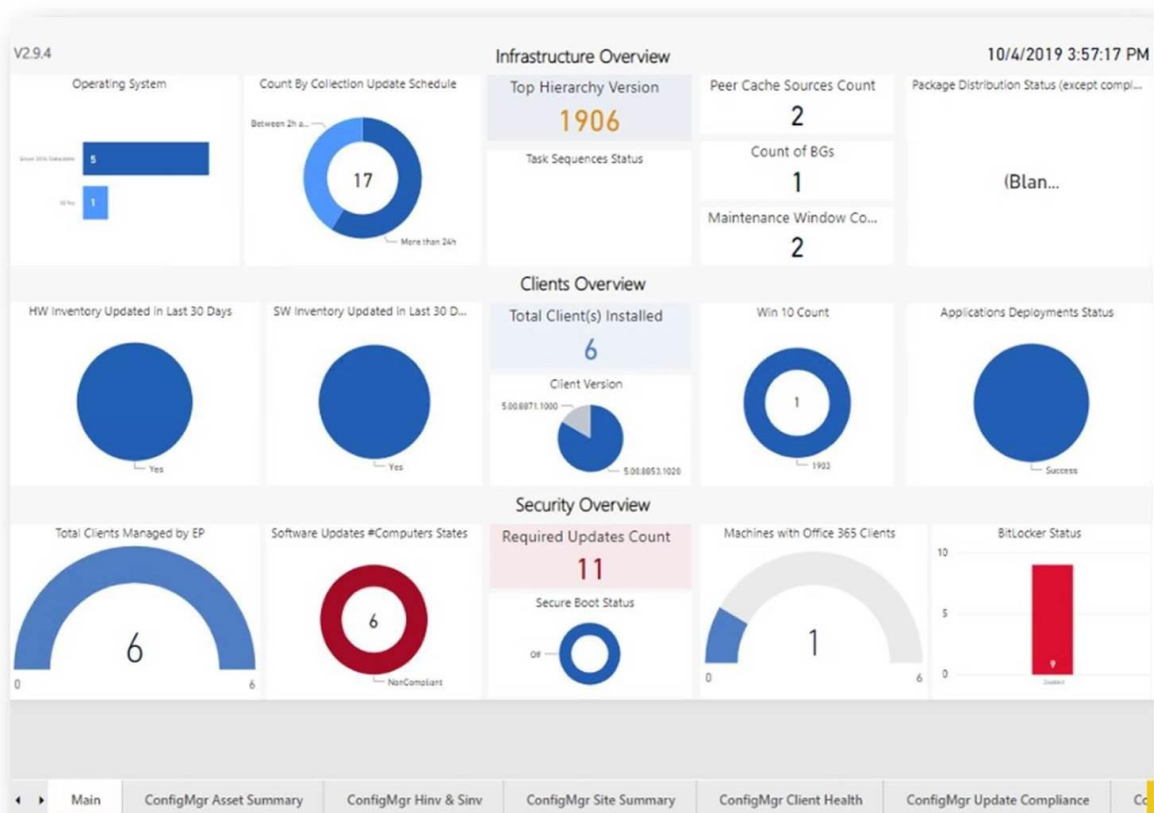 V2.9.4
Infrastructure Overview
10/4/2019 3:57:17 PM
Operating System
5
1
Count By Collection Update Schedule
Between 2h a...
17
More than 24h
Top Hierarchy Version
1906
Task Sequences Status
Peer Cache Sources Count
2
Count of BGs
1
Maintenance Window Co...
2
Package Distribution Status (except compl...
(Blan...
Clients Overview
HW Inventory Updated in Last 30 Days
Yes
SW Inventory Updated in Last 30 D...
Yes
Total Client(s) Installed
6
Client Version
5.00.8871.1000
5.00.8853.1020
Win 10 Count
1
1903
Applications Deployments Status
Success
Security Overview
Total Clients Managed by EP
6
0
6
Software Updates #Computers States
6
NonCompliant
Required Updates Count
11
Secure Boot Status
Off
Machines with Office 365 Clients
1
0
6
BitLocker Status
10
5
0
9
Disabled
Main
ConfigMgr Asset Summary
ConfigMgr Hinv & Sinv
ConfigMgr Site Summary
ConfigMgr Client Health
ConfigMgr Update Compliance